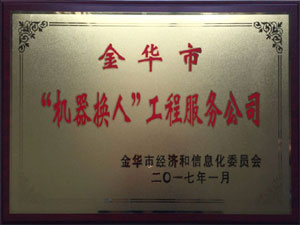 金华市
“机器换人”工程服务公司
金华市经济和信息化委员会
二〇一七年一月